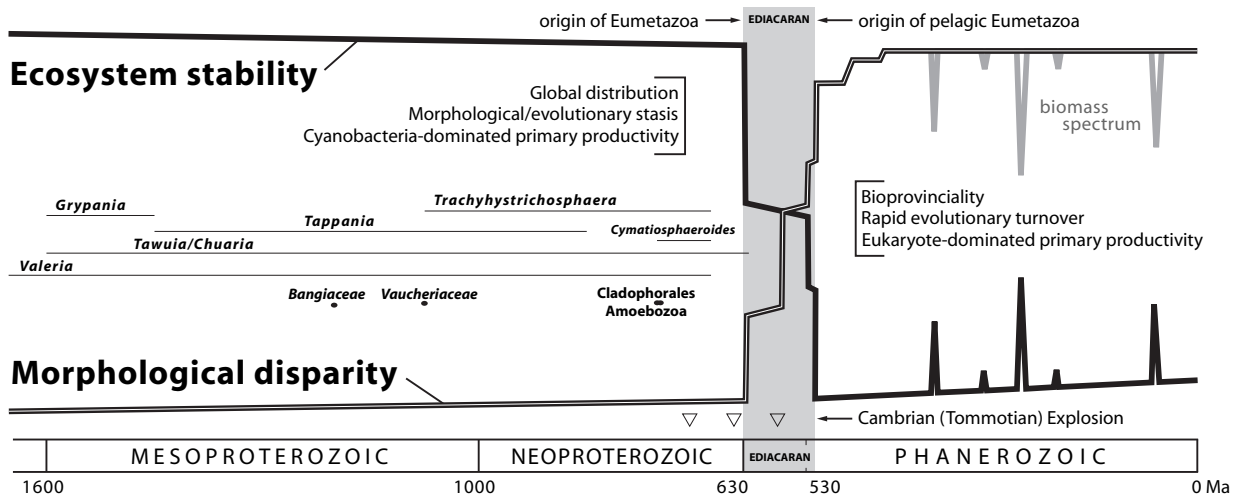 origin of Eumetazoa
EDIACARAN
origin of pelagic Eumetazoa
Ecosystem stability
Global distribution
Morphological/evolutionary stasis
Cyanobacteria-dominated primary productivity
biomass
spectrum
Bioprovinciality
Rapid evolutionary turnover
Eukaryote-dominated primary productivity
Grypania
Trachyhystrichosphaera
Tappania
Cymatiosphaeroides
Tawuia/Chuaria
Valeria
Bangiaceae
Vaucheriaceae
Cladophorales
Amoebozoa
Morphological disparity
Cambrian (Tommotian) Explosion
MESOPROTEROZOIC
NEOPROTEROZOIC
EDIACARAN
PHANEROZOIC
1600
1000
630
530
0 Ma